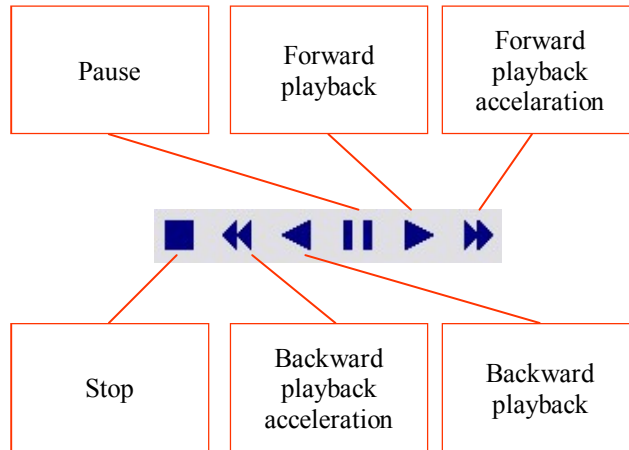 Pause
Forward
playback
Forward
playback
accelaration
Stop
Backward
playback
acceleration
Backward
playback